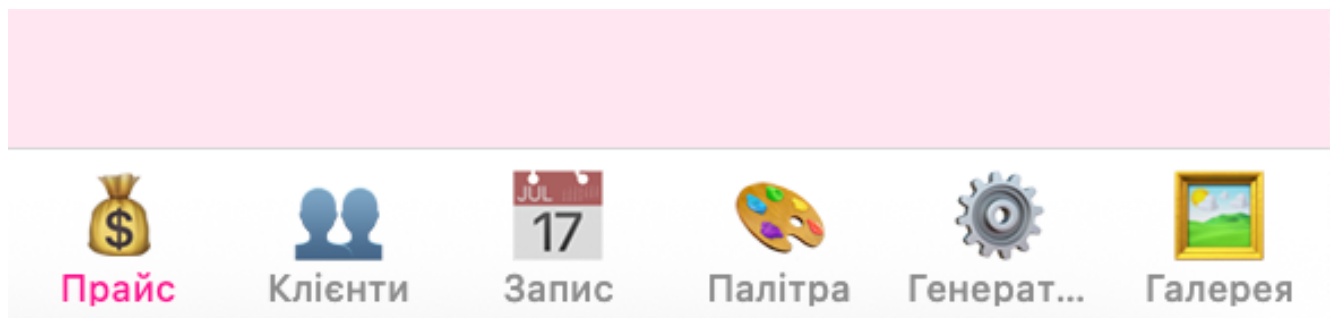 JUL
17
Прайс
Клієнти
Запис
Палітра
Генерат...
Галерея